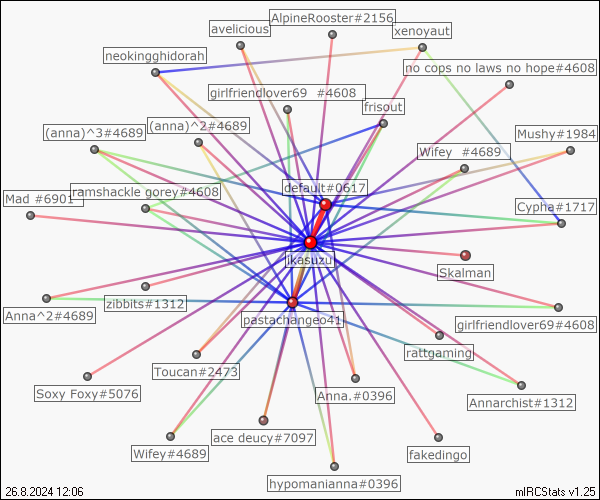 AlpineRooster#2156
avelicious
xenoyaut
neokingghidorah
no cops no laws no hope#4608
girlfriendlover69 #4608
frisout
(anna)^3#4689
(anna)^2#4689
Mushy#1984
Wifey #4689
default#0617
ramshackle gorey#4608
Mad #6901
Cypha#1717
ikasuzu
Skalman
zibbits#1312
Anna^2#4689
pastachangeo41
girlfriendlover69#4608
rattgaming
Toucan#2473
Soxy Foxy#5076
Anna.#0396
Annarchist#1312
ace deucy#7097
Wifey#4689
fakedingo
hypomanianna#0396
26.8.2024 12:06
mIRCStats v1.25